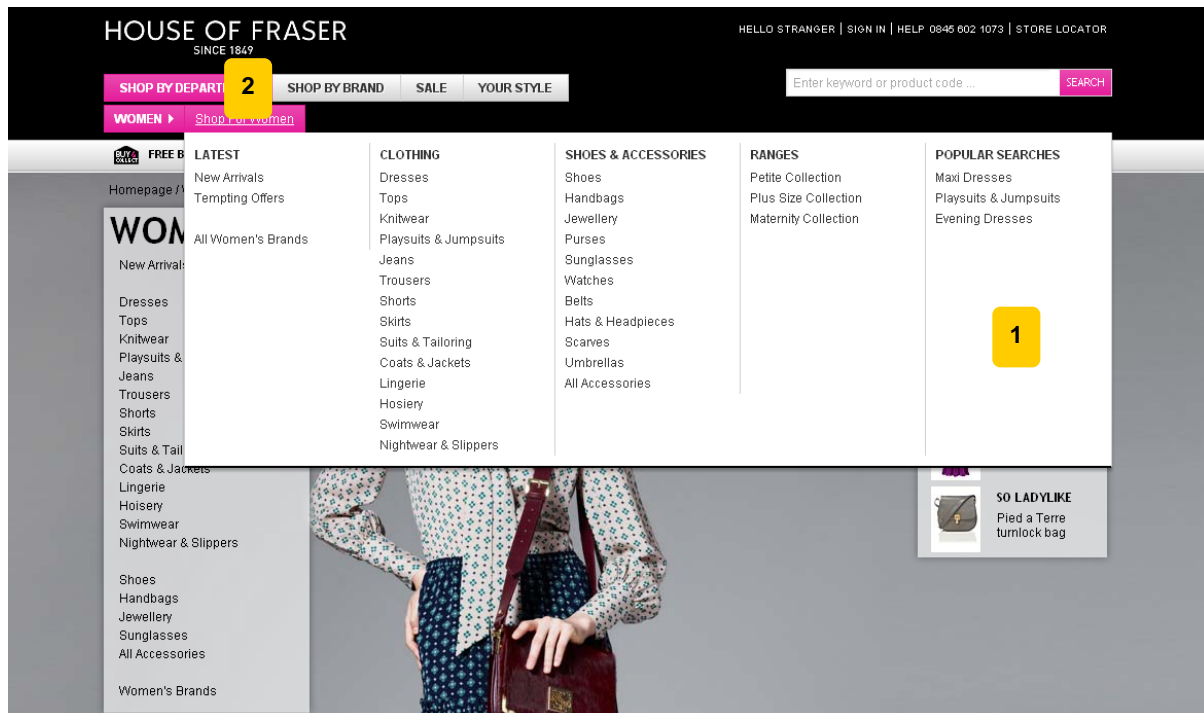 HOUSE OF FRASER
SINCE 1849
HELLO STRANGER | SIGN IN | HELP 0845 602 1073 | STORE LOCATOR
SHOP BY DEPARTM
2
SHOP BY BRAND
SALE
YOUR STYLE
Enter keyword or product code ...
SEARCH
WOMEN
Shop For Women
BUY & COLLECT
FREE B
Homepage /
LATEST
New Arrivals
Tempting Offers
All Women's Brands
CLOTHING
Dresses
Tops
Knitwear
Playsuits & Jumpsuits
Jeans
Trousers
Shorts
Skirts
Suits & Tailoring
Coats & Jackets
Lingerie
Hosiery
Swimwear
Nightwear & Slippers
SHOES & ACCESSORIES
Shoes
Handbags
Jewellery
Purses
Sunglasses
Watches
Belts
Hats & Headpieces
Scarves
Umbrellas
All Accessories
RANGES
Petite Collection
Plus Size Collection
Maternity Collection
POPULAR SEARCHES
Maxi Dresses
Playsuits & Jumpsuits
Evening Dresses
1
WOM
New Arrivals
Dresses
Tops
Knitwear
Playsuits &
Jeans
Trousers
Shorts
Skirts
Suits & Tail
Coats & Jackets
Lingerie
Hoisery
Swimwear
Nightwear & Slippers
Shoes
Handbags
Jewellery
Sunglasses
All Accessories
Women's Brands
SO LADYLIKE
Pied a Terre
turnlock bag